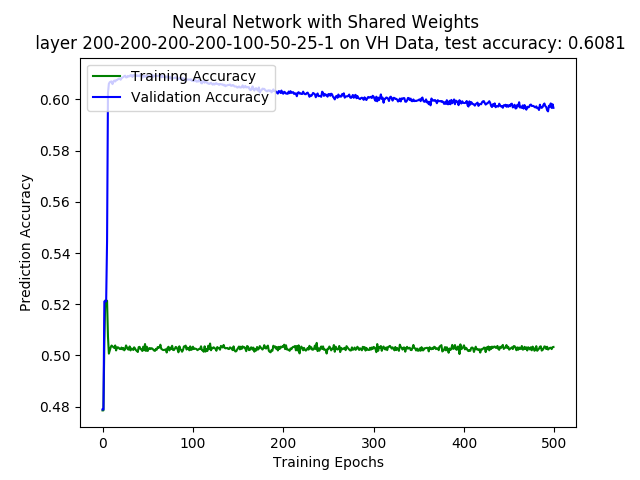 Neural Network with Shared Weights
layer 200-200-200-200-100-50-25-1 on VH Data, test accuracy: 0.6081
Training Accuracy
Validation Accuracy
0.60
0.58
0.56
0.54
0.52
0.50
0.48
Prediction Accuracy
0 100 200 300 400 500
Training Epochs